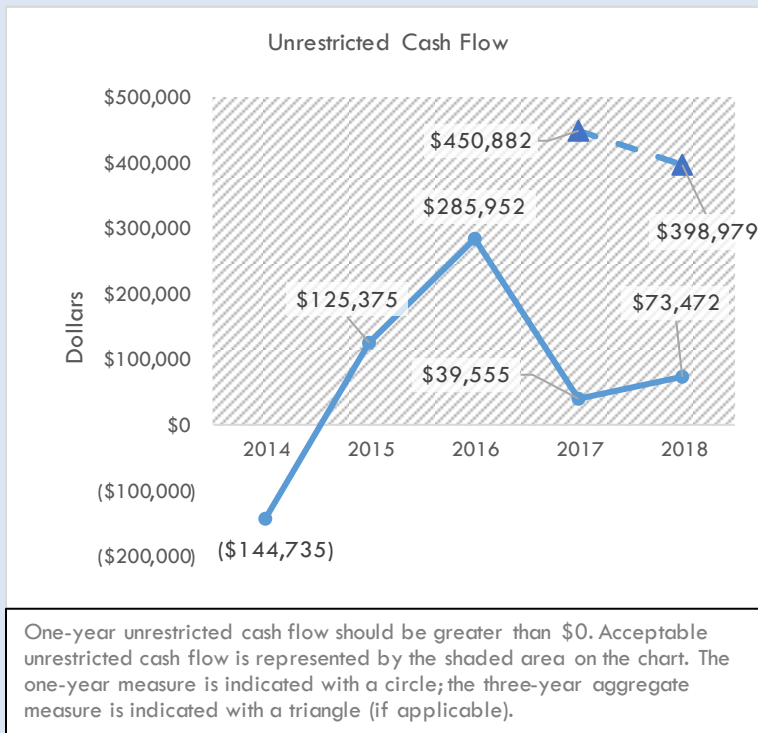 Unrestricted Cash Flow
$500,000
$450,882
$400,000
$300,000
$285,952
$398,979
$200,000
$125,375
$73,472
Dollars
$100,000
$39,555
$0
2014 2015 2016 2017 2018
($100,000)
($200,000)
($144,735)
One-year unrestricted cash flow should be greater than $0. Acceptable
unrestricted cash flow is represented by the shaded area on the chart. The
one-year measure is indicated with a circle; the three-year aggregate
measure is indicated with a triangle (if applicable).